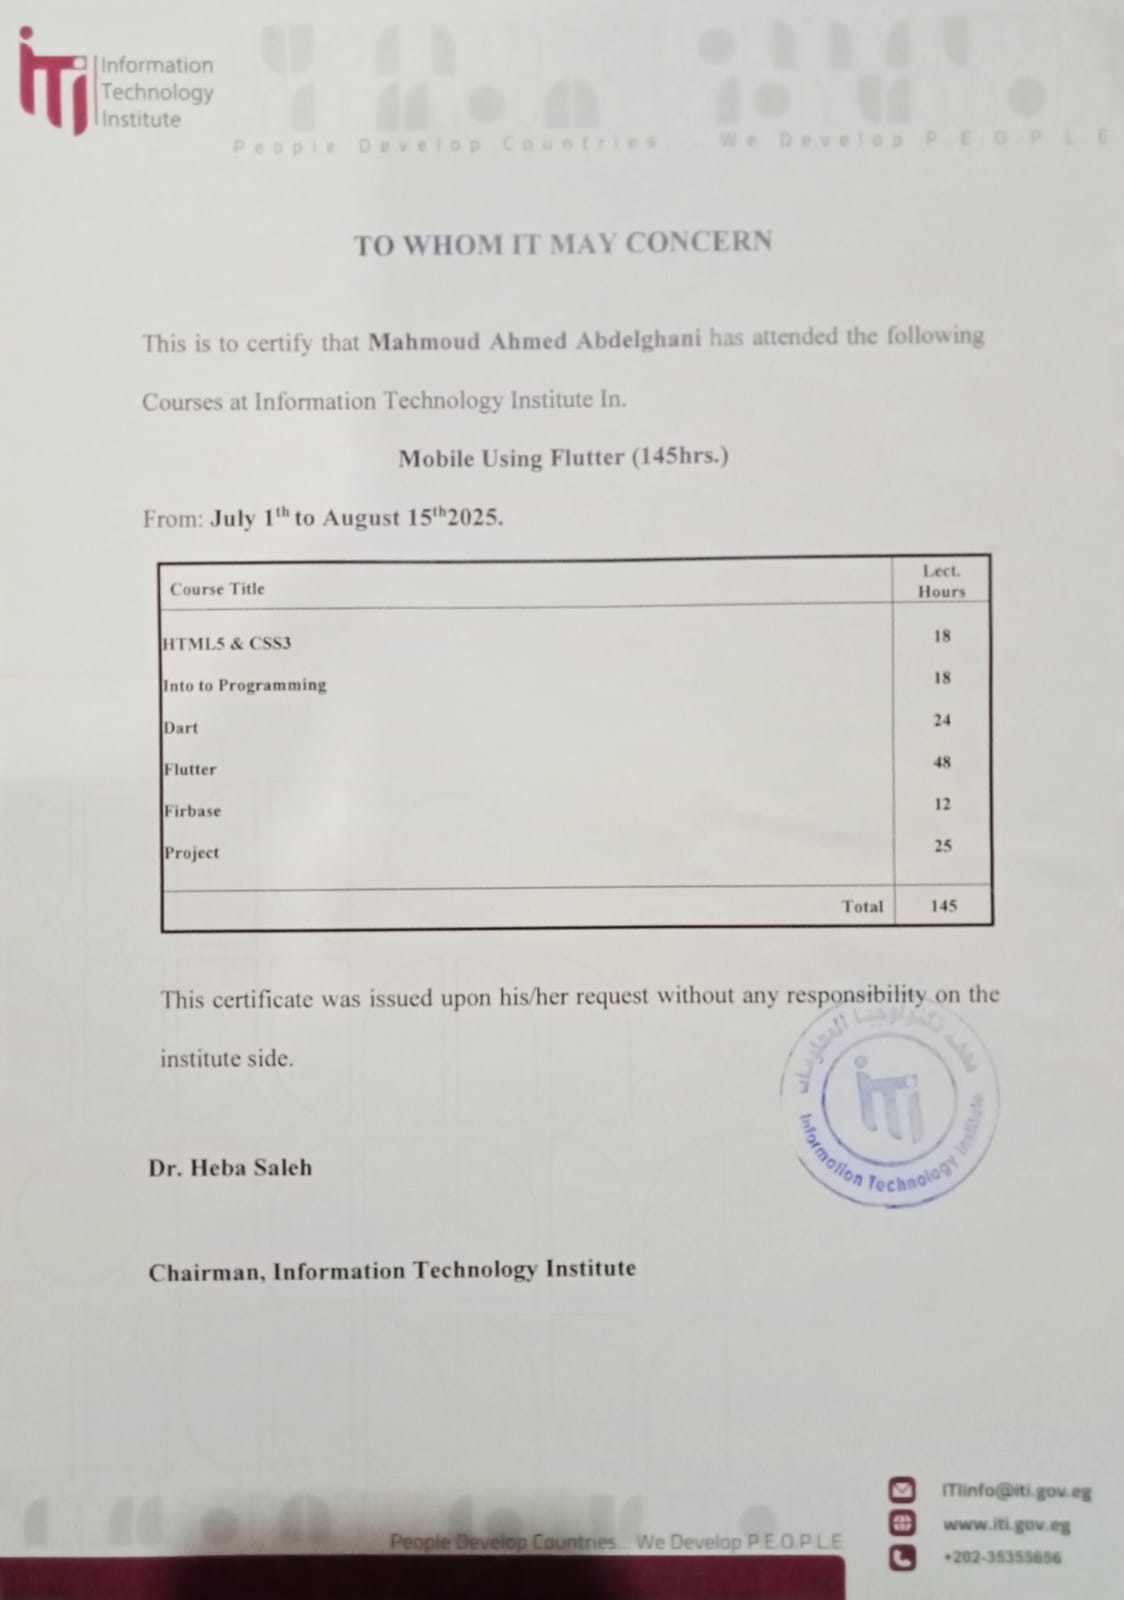 iTi
Information
Technology
Institute
People Develop Countries... We Develop P.E.O.P.L.E
TO WHOM IT MAY CONCERN
This is to certify that Mahmoud Ahmed Abdelghani has attended the following
Courses at Information Technology Institute In.
Mobile Using Flutter (145hrs.)
From: July 1th to August 15th2025.
Course Title Lect. Hours
HTML5 & CSS3 18
Into to Programming 18
Dart 24
Flutter 48
Firbase 12
Project 25
Total 145
This certificate was issued upon his/her request without any responsibility on the
institute side.
معهد تكنولوجيا المعلومات
iTi
Information Technology Institute
Dr. Heba Saleh
Chairman, Information Technology Institute
ITIinfo@iti.gov.eg
www.iti.gov.eg
+202-35355656
People Develop Countries... We Develop P.E.O.P.L.E